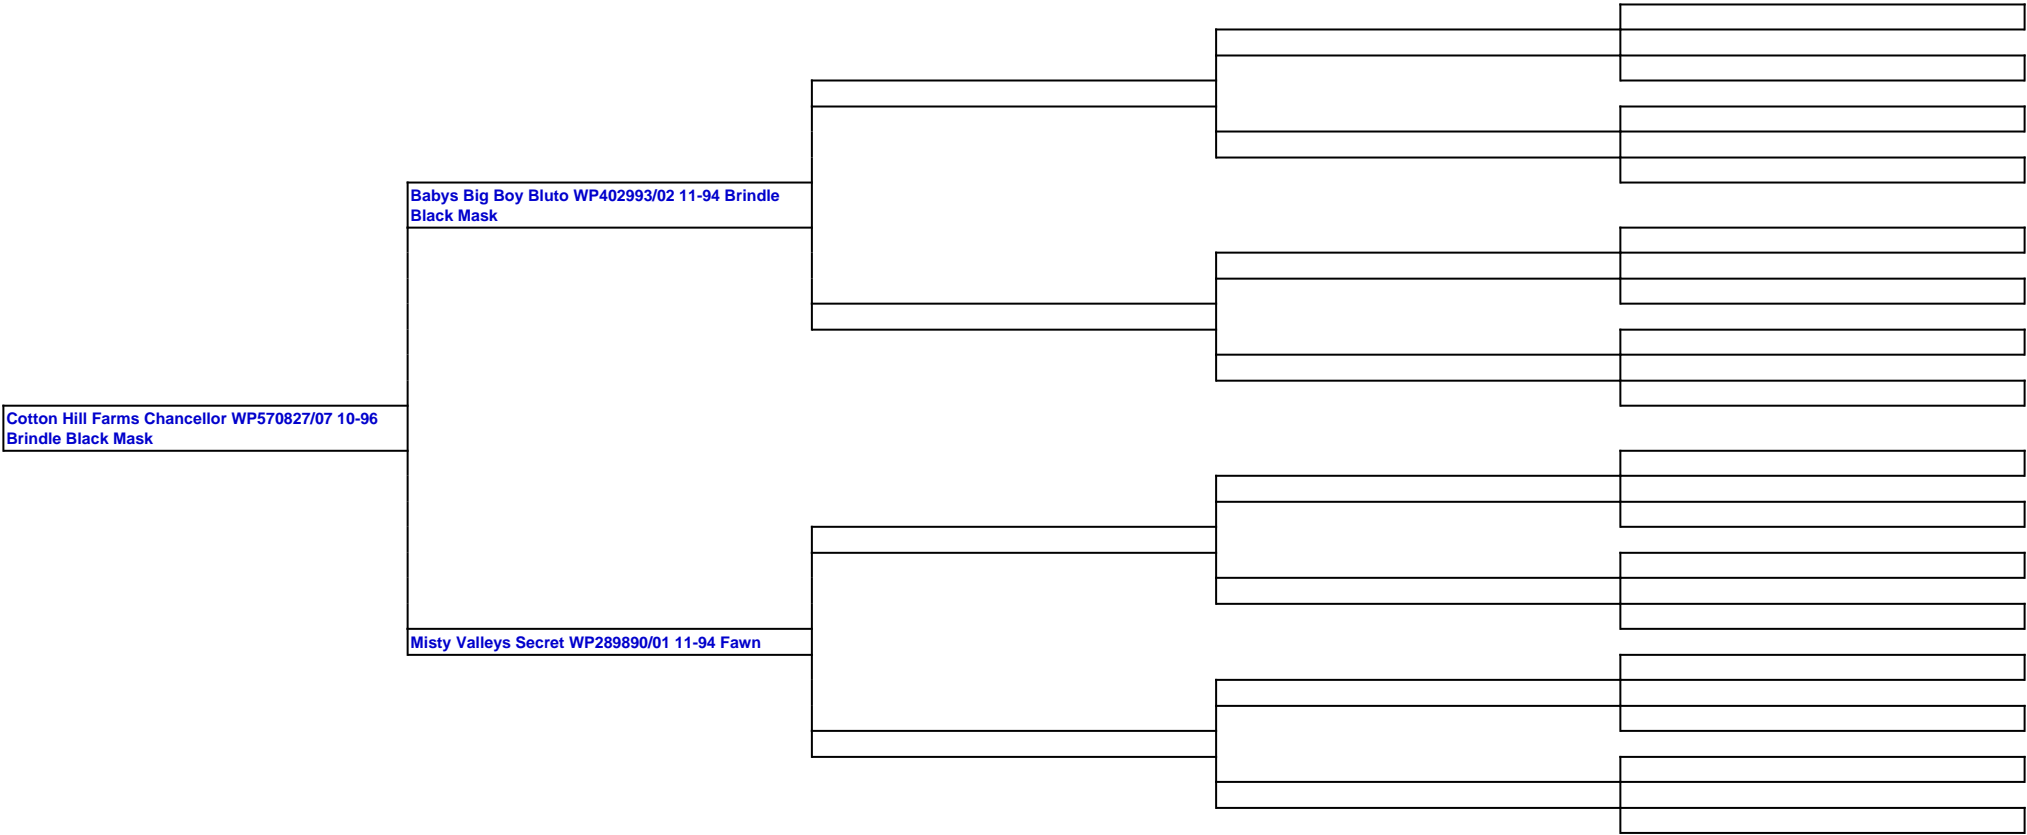 Babys Big Boy Bluto WP402993/02 11-94 Brindle
Black Mask
Cotton Hill Farms Chancellor WP570827/07 10-96
Brindle Black Mask
Misty Valleys Secret WP289890/01 11-94 Fawn